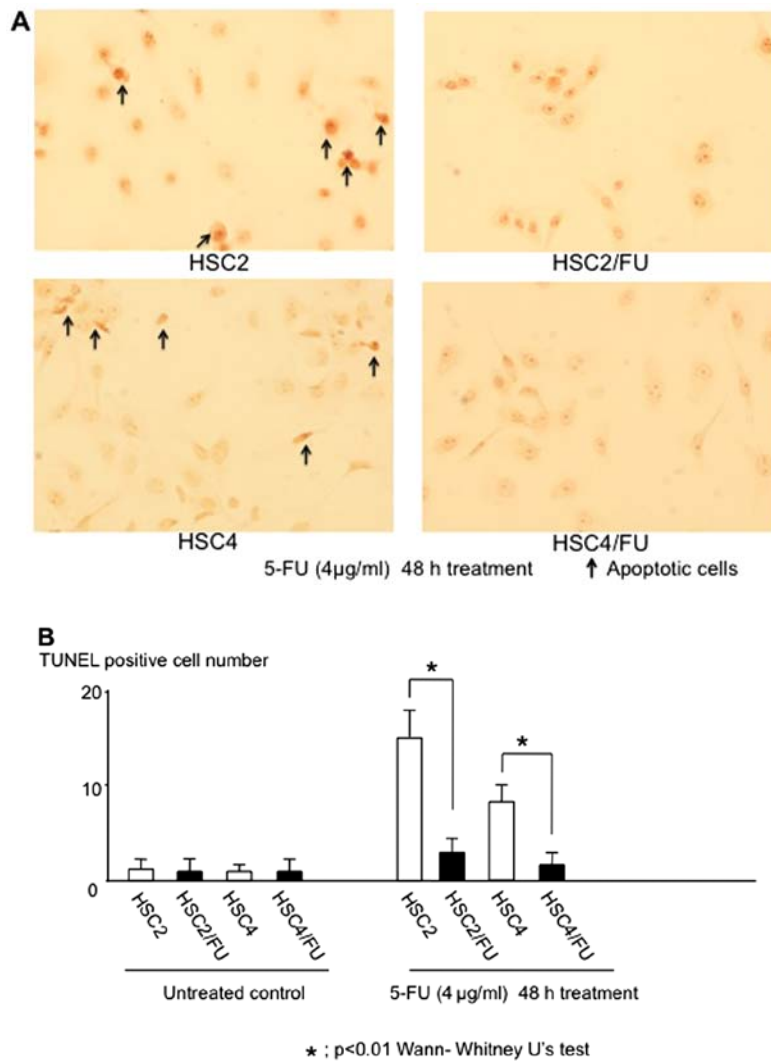 A
HSC2
HSC2/FU
HSC4
HSC4/FU
5-FU (4µg/ml) 48 h treatment
Apoptotic cells
B
TUNEL positive cell number
20
10
0
*
*
HSC2
HSC2/FU
HSC4
HSC4/FU
HSC2
HSC2/FU
HSC4
HSC4/FU
Untreated control
5-FU (4 µg/ml) 48 h treatment
* ; p<0.01 Wann- Whitney U's test